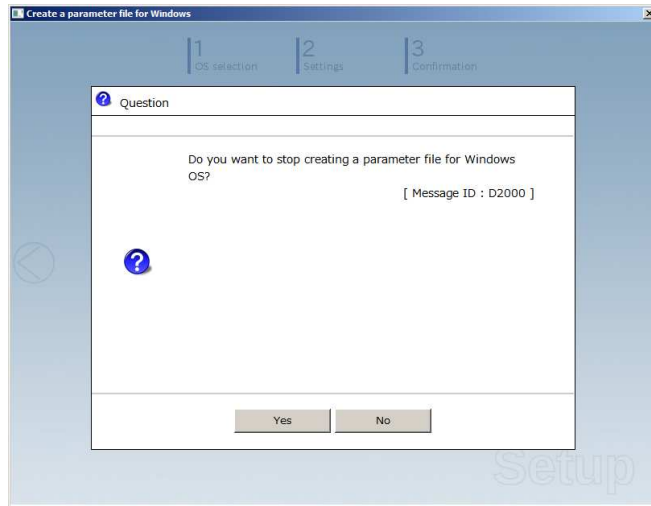 Create a parameter file for Windows
1 2 3
OS selection Settings Confirmation
Question
Do you want to stop creating a parameter file for Windows
OS?
[ Message ID : D2000 ]
Yes No
Setup